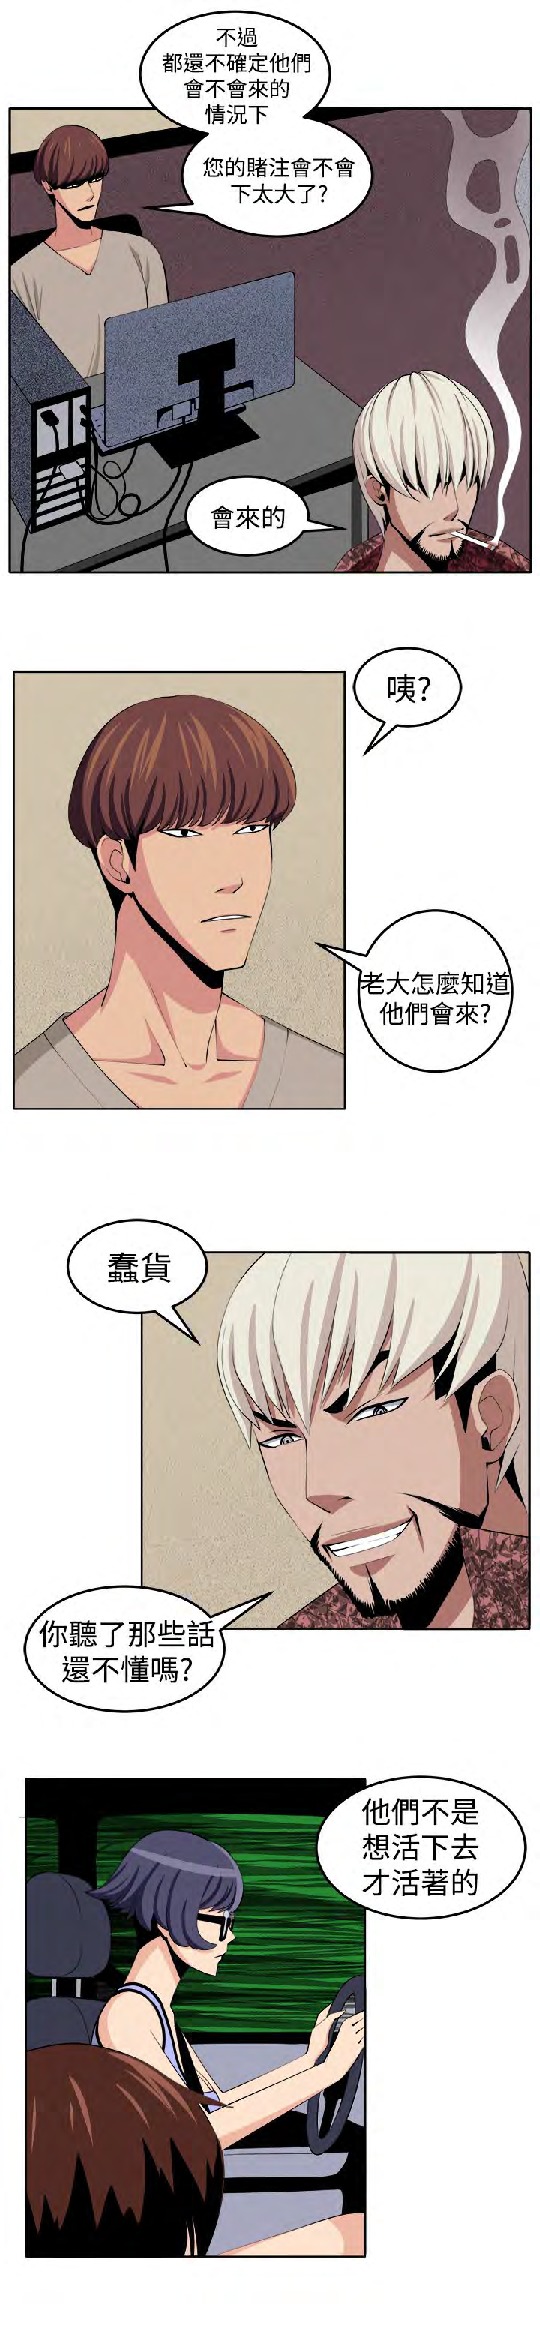 不過
都還不確定他們
會不會來的
情況下
您的賭注會不會
下太大了?
會來的
咦?
老大怎麼知道
他們會來?
蠢貨
你聽了那些話
還不懂嗎?
他們不是
想活下去
才活著的